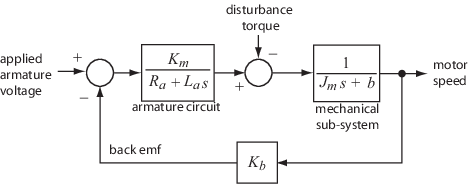 disturbance
torque
applied
armature
voltage
+
−
K_m
R_a + L_a s
armature circuit
−
+
1
J_m s + b
mechanical
sub-system
motor
speed
back emf
K_b